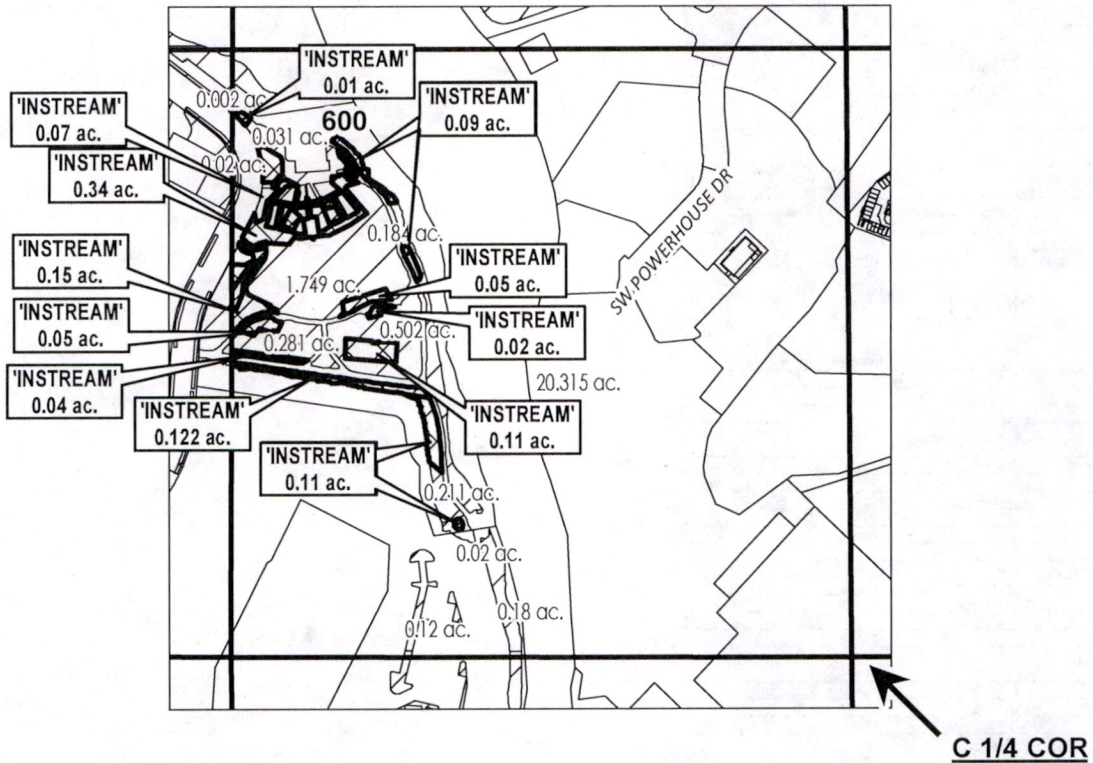 'INSTREAM'
0.01 ac.
0.002 ac.
'INSTREAM'
0.07 ac.
'INSTREAM'
0.09 ac.
600
0.031 ac.
0.02 ac.
'INSTREAM'
0.34 ac.
SW POWERHOUSE DR
0.184 ac.
'INSTREAM'
0.15 ac.
1.749 ac.
'INSTREAM'
0.05 ac.
'INSTREAM'
0.05 ac.
'INSTREAM'
0.02 ac.
0.502 ac.
0.281 ac.
'INSTREAM'
0.04 ac.
20.315 ac.
'INSTREAM'
0.122 ac.
'INSTREAM'
0.11 ac.
'INSTREAM'
0.11 ac.
0.211 ac.
0.02 ac.
0.18 ac.
0.12 ac.
C 1/4 COR